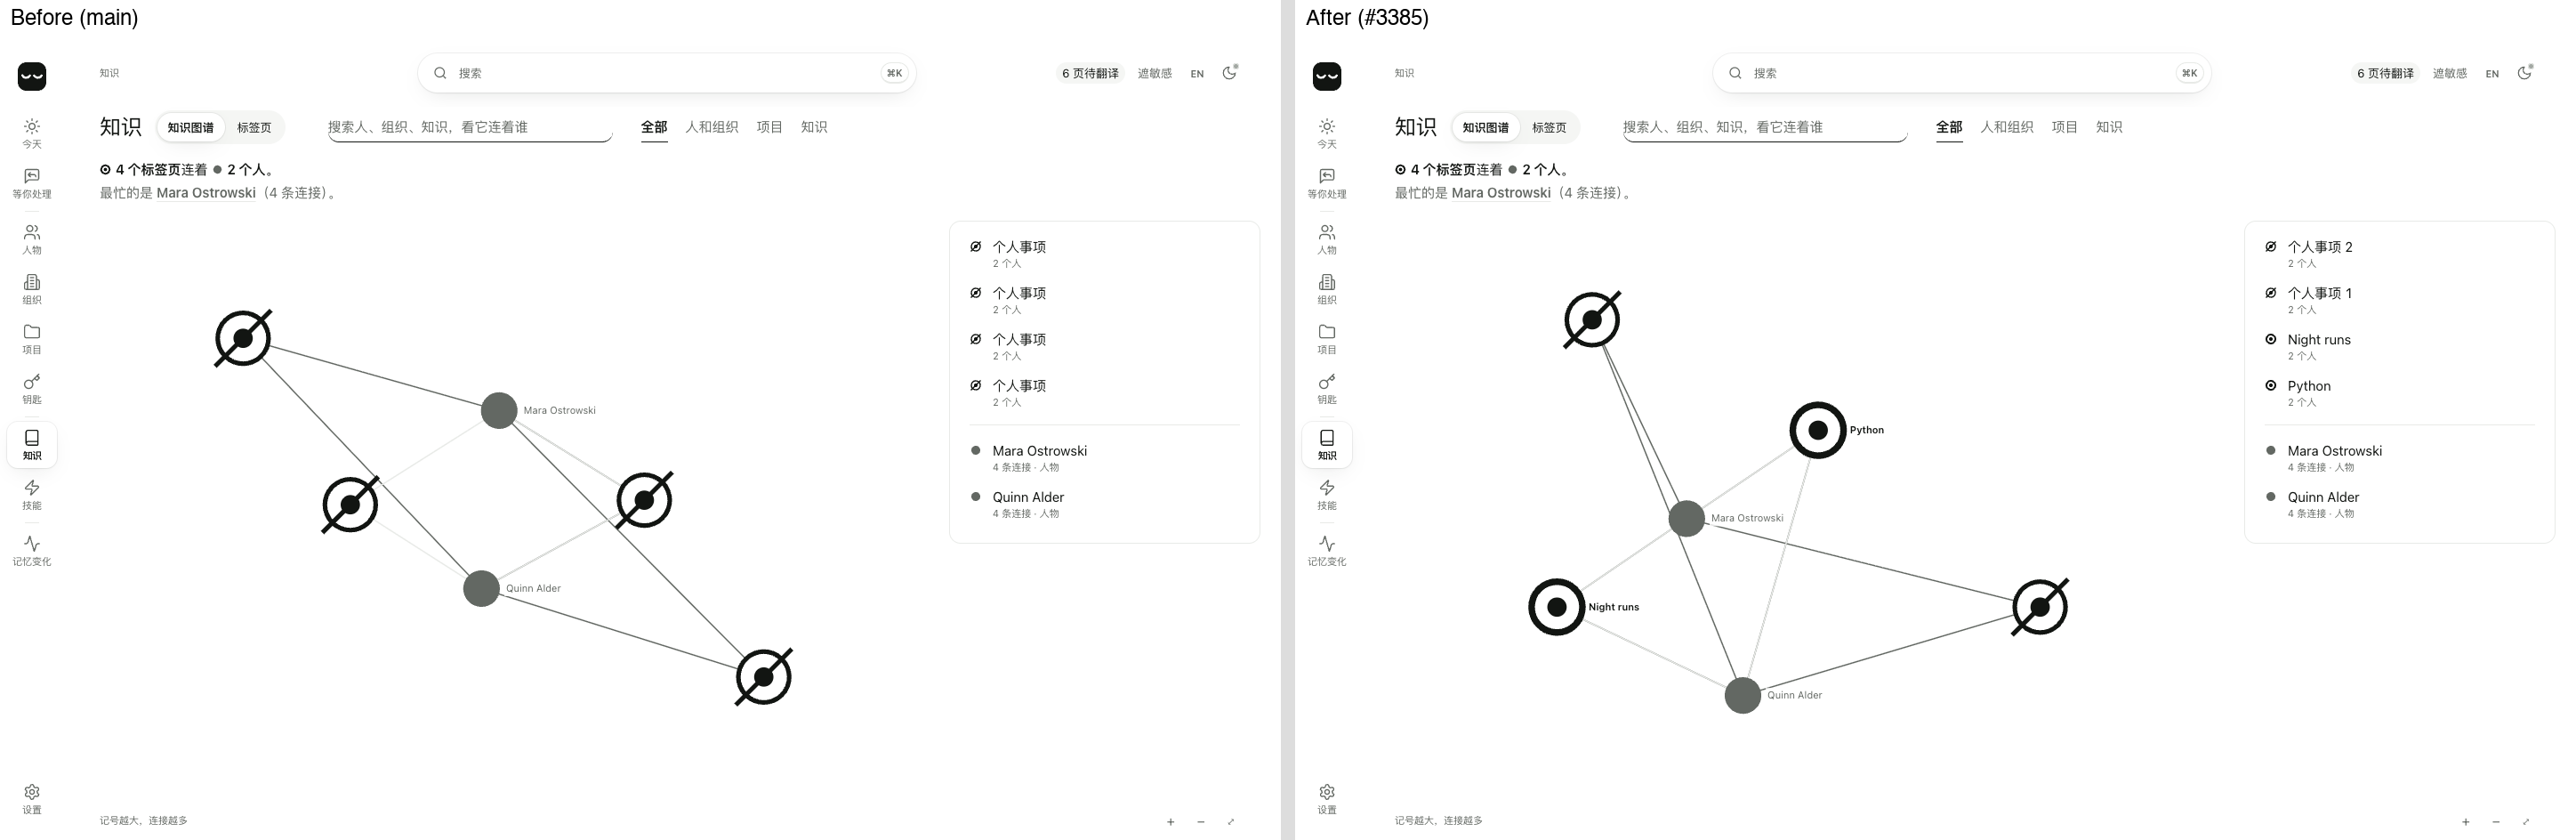 Before (main)
知识
搜索
⌘K
6 页待翻译
遮敏感
EN
知识
知识图谱
标签页
搜索人、组织、知识，看它连着谁
全部
人和组织
项目
知识
4 个标签页连着 2 个人。
最忙的是 Mara Ostrowski（4 条连接）。
今天
等你处理
人物
组织
项目
钥匙
知识
技能
记忆变化
设置
Mara Ostrowski
Quinn Alder
个人事项
2 个人
个人事项
2 个人
个人事项
2 个人
个人事项
2 个人
Mara Ostrowski
4 条连接 · 人物
Quinn Alder
4 条连接 · 人物
记号越大，连接越多
After (#3385)
知识
搜索
⌘K
6 页待翻译
遮敏感
EN
知识
知识图谱
标签页
搜索人、组织、知识，看它连着谁
全部
人和组织
项目
知识
4 个标签页连着 2 个人。
最忙的是 Mara Ostrowski（4 条连接）。
今天
等你处理
人物
组织
项目
钥匙
知识
技能
记忆变化
设置
Python
Mara Ostrowski
Night runs
Quinn Alder
个人事项 2
2 个人
个人事项 1
2 个人
Night runs
2 个人
Python
2 个人
Mara Ostrowski
4 条连接 · 人物
Quinn Alder
4 条连接 · 人物
记号越大，连接越多